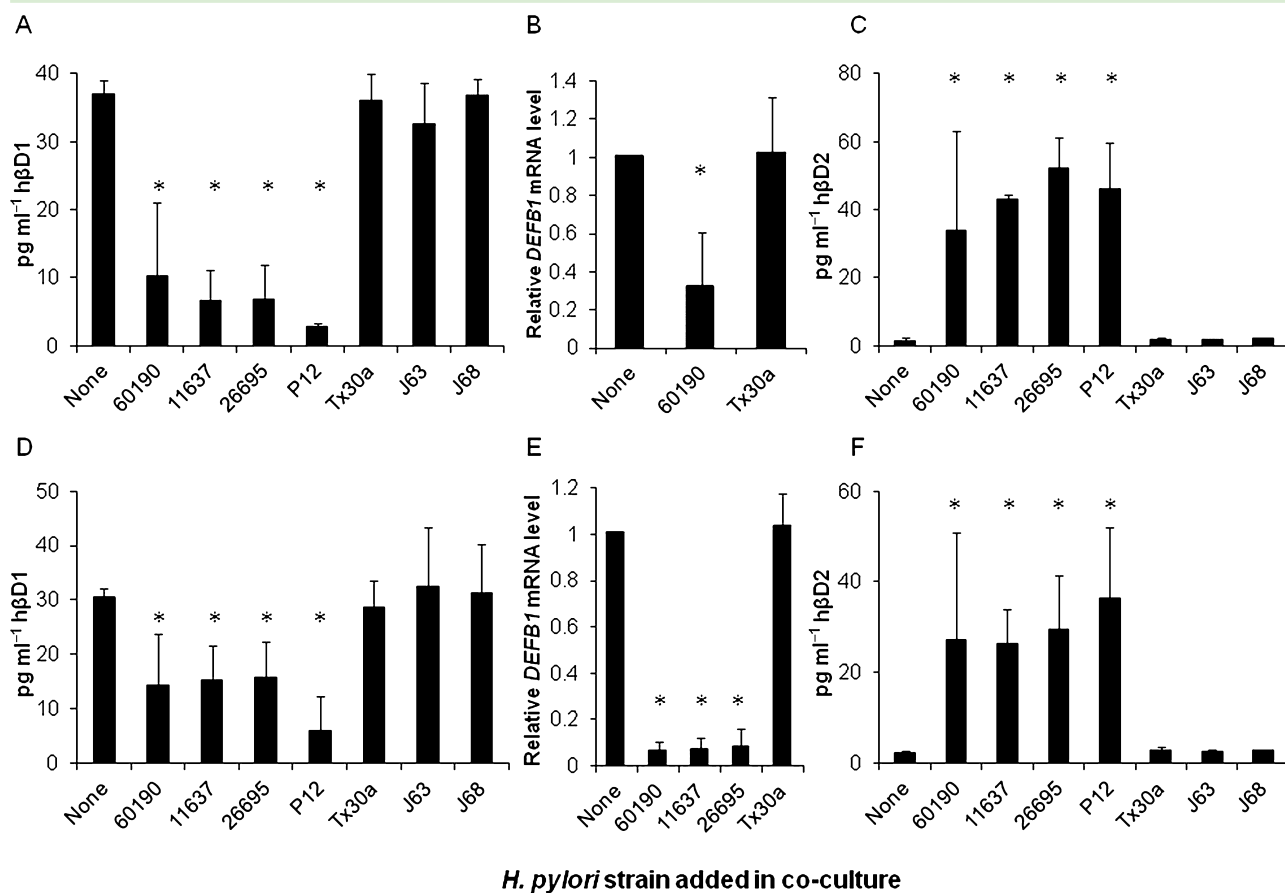 A
pg ml⁻¹ hβD1
40
30
20
10
0
* * * *
None 60190 11637 26695 P12 Tx30a J63 J68
B
Relative DEFB1 mRNA level
1.4
1.2
1
0.8
0.6
0.4
0.2
0
*
None 60190 Tx30a
C
pg ml⁻¹ hβD2
80
60
40
20
0
* * * *
None 60190 11637 26695 P12 Tx30a J63 J68
D
pg ml⁻¹ hβD1
50
40
30
20
10
0
* * * *
None 60190 11637 26695 P12 Tx30a J63 J68
E
Relative DEFB1 mRNA level
1.2
1
0.8
0.6
0.4
0.2
0
* * *
None 60190 11637 26695 Tx30a
F
pg ml⁻¹ hβD2
60
40
20
0
* * * *
None 60190 11637 26695 P12 Tx30a J63 J68
H. pylori strain added in co-culture